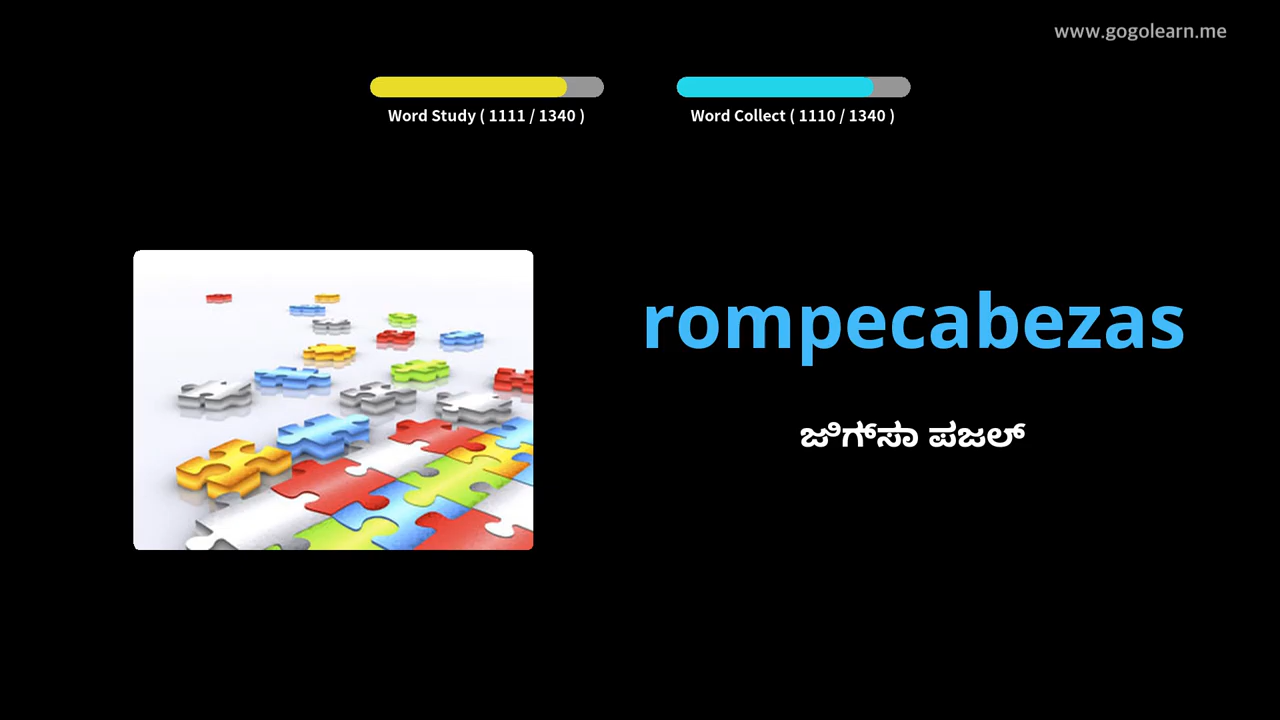 www.gogolearn.me
Word Study ( 1111 / 1340 )
Word Collect ( 1110 / 1340 )
rompecabezas
ಜಿಗ್‌ಸಾ ಪಜಲ್